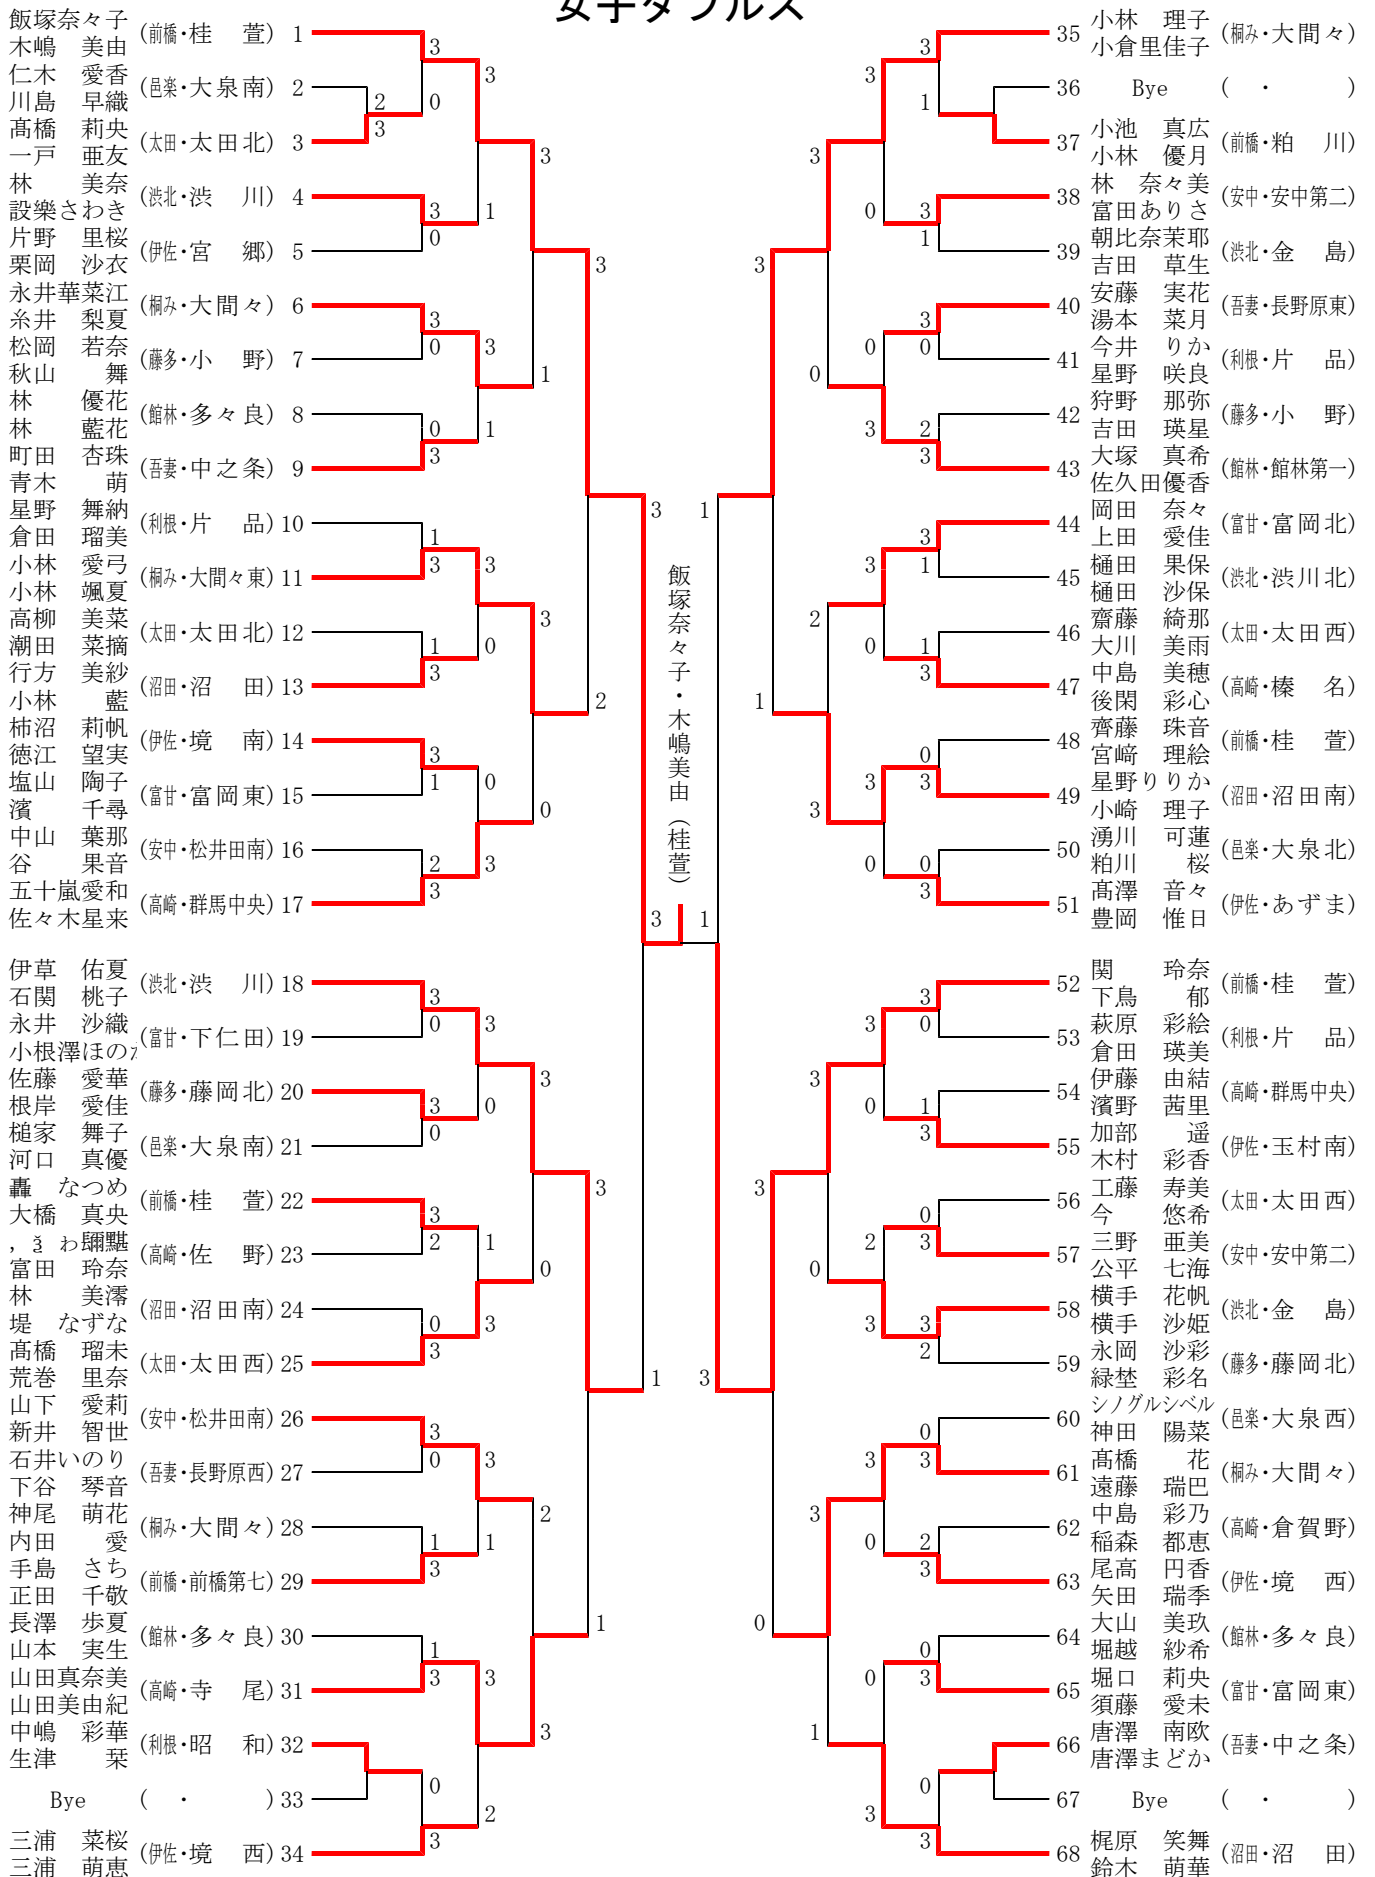 女子ダブルス
飯塚奈々子
木嶋　美由 (前橋・桂　萱) 1
仁木　愛香
川島　早織 (邑楽・大泉南) 2
髙橋　莉央
一戸　亜友 (太田・太田北) 3
林　　美奈
設樂さわき (渋北・渋　川) 4
片野　里桜
栗岡　沙衣 (伊佐・宮　郷) 5
永井華菜江
糸井　梨夏 (桐み・大間々) 6
松岡　若奈
秋山　　舞 (藤多・小　野) 7
林　　優花
林　　藍花 (館林・多々良) 8
町田　杏珠
青木　　萌 (吾妻・中之条) 9
星野　舞納
倉田　瑠美 (利根・片　品) 10
小林　愛弓
小林　颯夏 (桐み・大間々東) 11
高柳　美菜
潮田　菜摘 (太田・太田北) 12
行方　美紗
小林　　藍 (沼田・沼　田) 13
柿沼　莉帆
徳江　望実 (伊佐・境　南) 14
塩山　陶子
濱　　千尋 (富甘・富岡東) 15
中山　葉那
谷　　果音 (安中・松井田南) 16
五十嵐愛和
佐々木星来 (高崎・群馬中央) 17
伊草　佑夏
石関　桃子 (渋北・渋　川) 18
永井　沙織
小根澤ほの (富甘・下仁田) 19
佐藤　愛華
根岸　愛佳 (藤多・藤岡北) 20
槌家　舞子
河口　真優 (邑楽・大泉南) 21
轟　なつめ
大橋　真央 (前橋・桂　萱) 22
富田　玲奈 (高崎・佐　野) 23
林　　美澪
堤　なずな (沼田・沼田南) 24
髙橋　瑠未
荒巻　里奈 (太田・太田西) 25
山下　愛莉
新井　智世 (安中・松井田南) 26
石井いのり
下谷　琴音 (吾妻・長野原西) 27
神尾　萌花
内田　　愛 (桐み・大間々) 28
手島　さち
正田　千敬 (前橋・前橋第七) 29
長澤　歩夏
山本　実生 (館林・多々良) 30
山田真奈美
山田美由紀 (高崎・寺　尾) 31
中嶋　彩華
生津　　栞 (利根・昭　和) 32
Bye (　・　) 33
三浦　菜桜
三浦　萌恵 (伊佐・境　西) 34
飯塚奈々子・木嶋美由（桂萱）
35 小林　理子
小倉里佳子 (桐み・大間々)
36 Bye (　・　)
37 小池　真広
小林　優月 (前橋・粕　川)
38 林　奈々美
富田ありさ (安中・安中第二)
39 朝比奈茉耶
吉田　草生 (渋北・金　島)
40 安藤　実花
湯本　菜月 (吾妻・長野原東)
41 今井　りか
星野　咲良 (利根・片　品)
42 狩野　那弥
吉田　瑛星 (藤多・小　野)
43 大塚　真希
佐久田優香 (館林・館林第一)
44 岡田　奈々
上田　愛佳 (富甘・富岡北)
45 樋田　果保
樋田　沙保 (渋北・渋川北)
46 齋藤　綺那
大川　美雨 (太田・太田西)
47 中島　美穂
後閑　彩心 (高崎・榛　名)
48 齊藤　珠音
宮﨑　理絵 (前橋・桂　萱)
49 星野りりか
小崎　理子 (沼田・沼田南)
50 湧川　可蓮
粕川　　桜 (邑楽・大泉北)
51 髙澤　音々
豊岡　惟日 (伊佐・あずま)
52 関　　玲奈
下鳥　　郁 (前橋・桂　萱)
53 萩原　彩絵
倉田　瑛美 (利根・片　品)
54 伊藤　由結
濱野　茜里 (高崎・群馬中央)
55 加部　　遥
木村　彩香 (伊佐・玉村南)
56 工藤　寿美
今　　悠希 (太田・太田西)
57 三野　亜美
公平　七海 (安中・安中第二)
58 横手　花帆
横手　沙姫 (渋北・金　島)
59 永岡　沙彩
緑埜　彩名 (藤多・藤岡北)
60 シノグルシベル
神田　陽菜 (邑楽・大泉西)
61 髙橋　　花
遠藤　瑞巴 (桐み・大間々)
62 中島　彩乃
稲森　都恵 (高崎・倉賀野)
63 尾高　円香
矢田　瑞季 (伊佐・境　西)
64 大山　美玖
堀越　紗希 (館林・多々良)
65 堀口　莉央
須藤　愛未 (富甘・富岡東)
66 唐澤　南欧
唐澤まどか (吾妻・中之条)
67 Bye (　・　)
68 梶原　笑舞
鈴木　萌華 (沼田・沼　田)